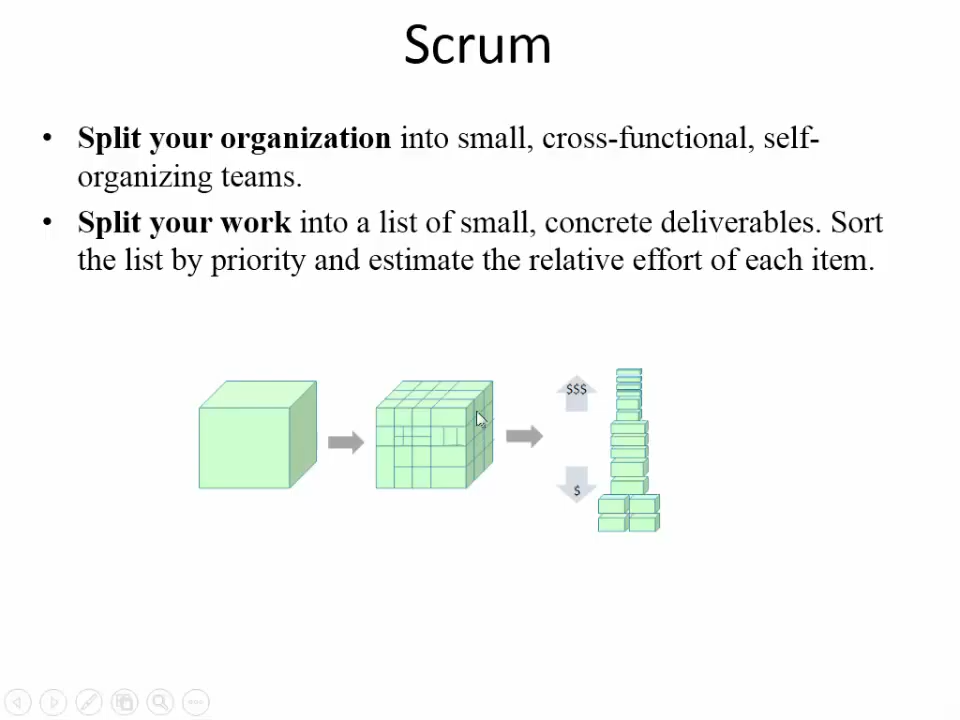 Scrum
• Split your organization into small, cross-functional, self-
organizing teams.
• Split your work into a list of small, concrete deliverables. Sort
the list by priority and estimate the relative effort of each item.
$$$
$